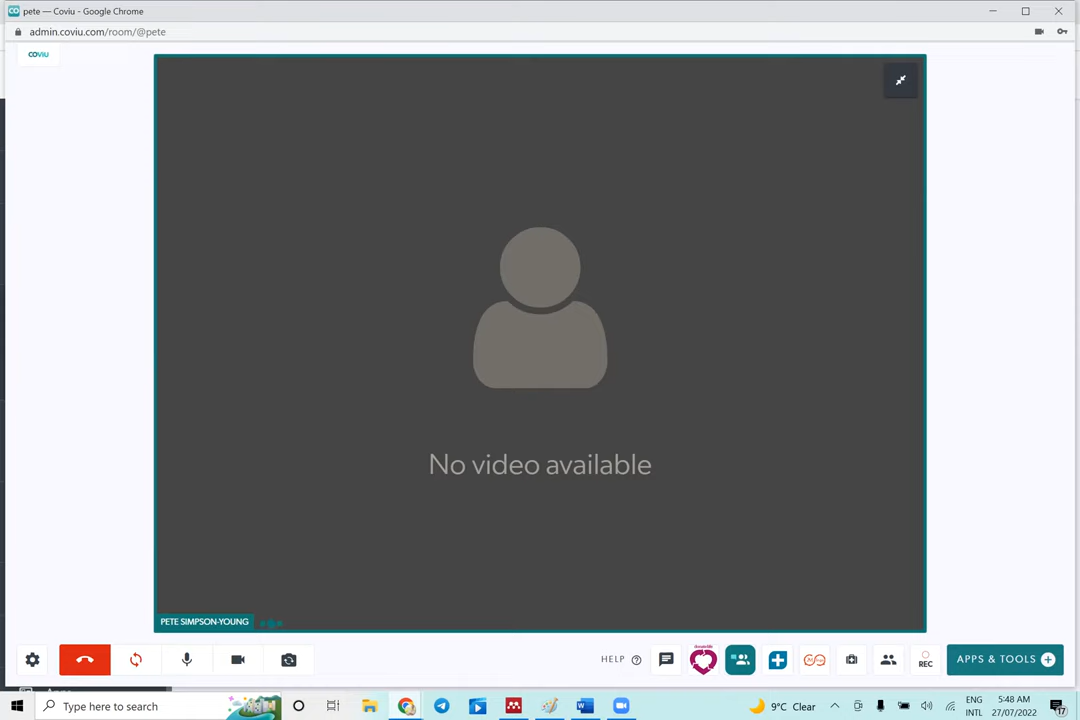 pete — Coviu - Google Chrome
admin.coviu.com/room/@pete
COVIU
No video available
PETE SIMPSON-YOUNG
HELP
REC
APPS & TOOLS
Type here to search
9°C Clear
ENG
INTL
5:48 AM
27/07/2022
17